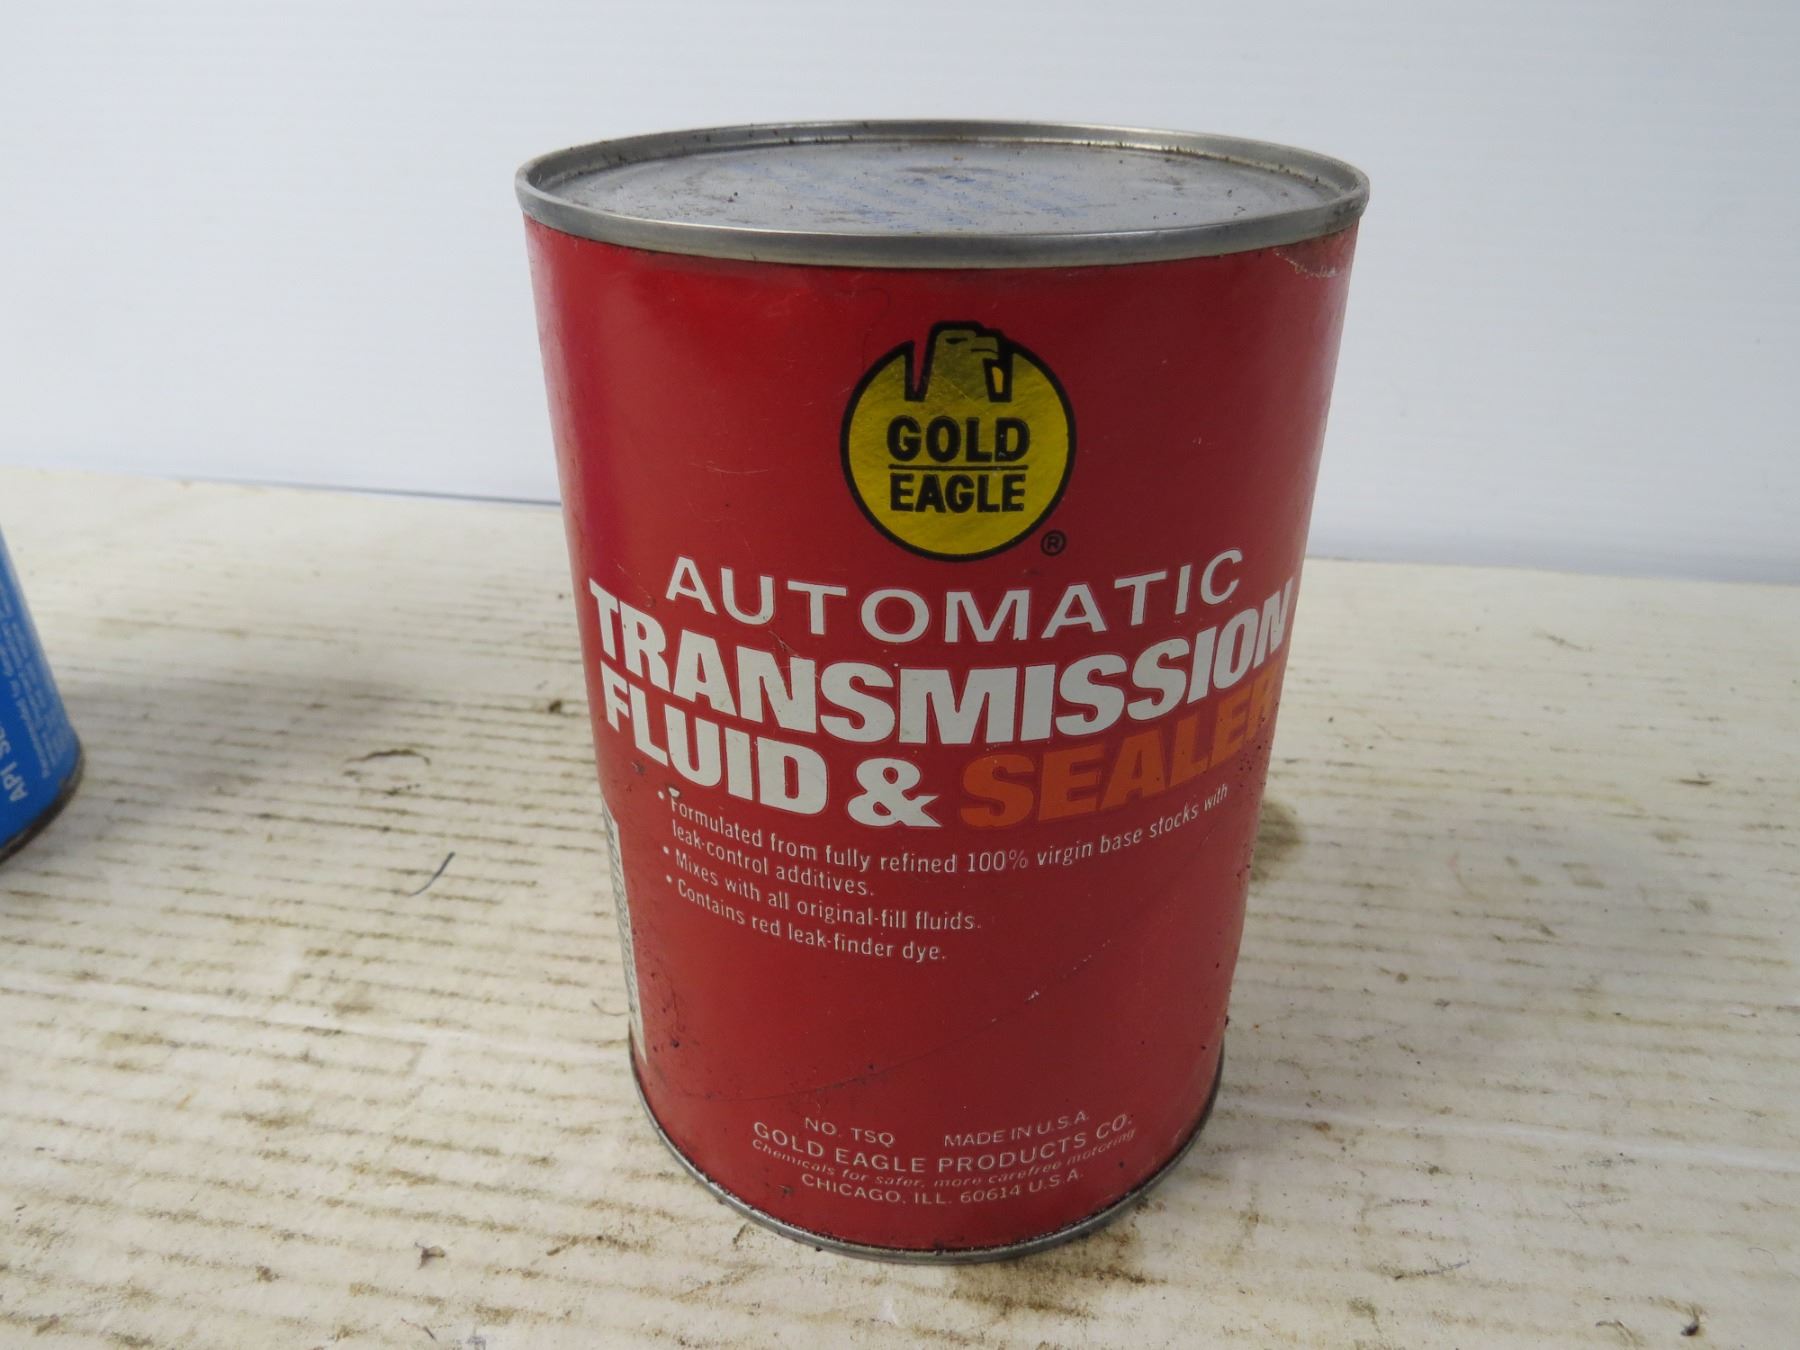 GOLD
EAGLE
®
AUTOMATIC
TRANSMISSION
FLUID & SEALER
• Formulated from fully refined 100% virgin base stocks with
leak-control additives.
• Mixes with all original-fill fluids.
• Contains red leak-finder dye.
NO. TSQ MADE IN U.S.A.
GOLD EAGLE PRODUCTS CO.
Chemicals for safer, more carefree motoring
CHICAGO, ILL. 60614 U.S.A.
API